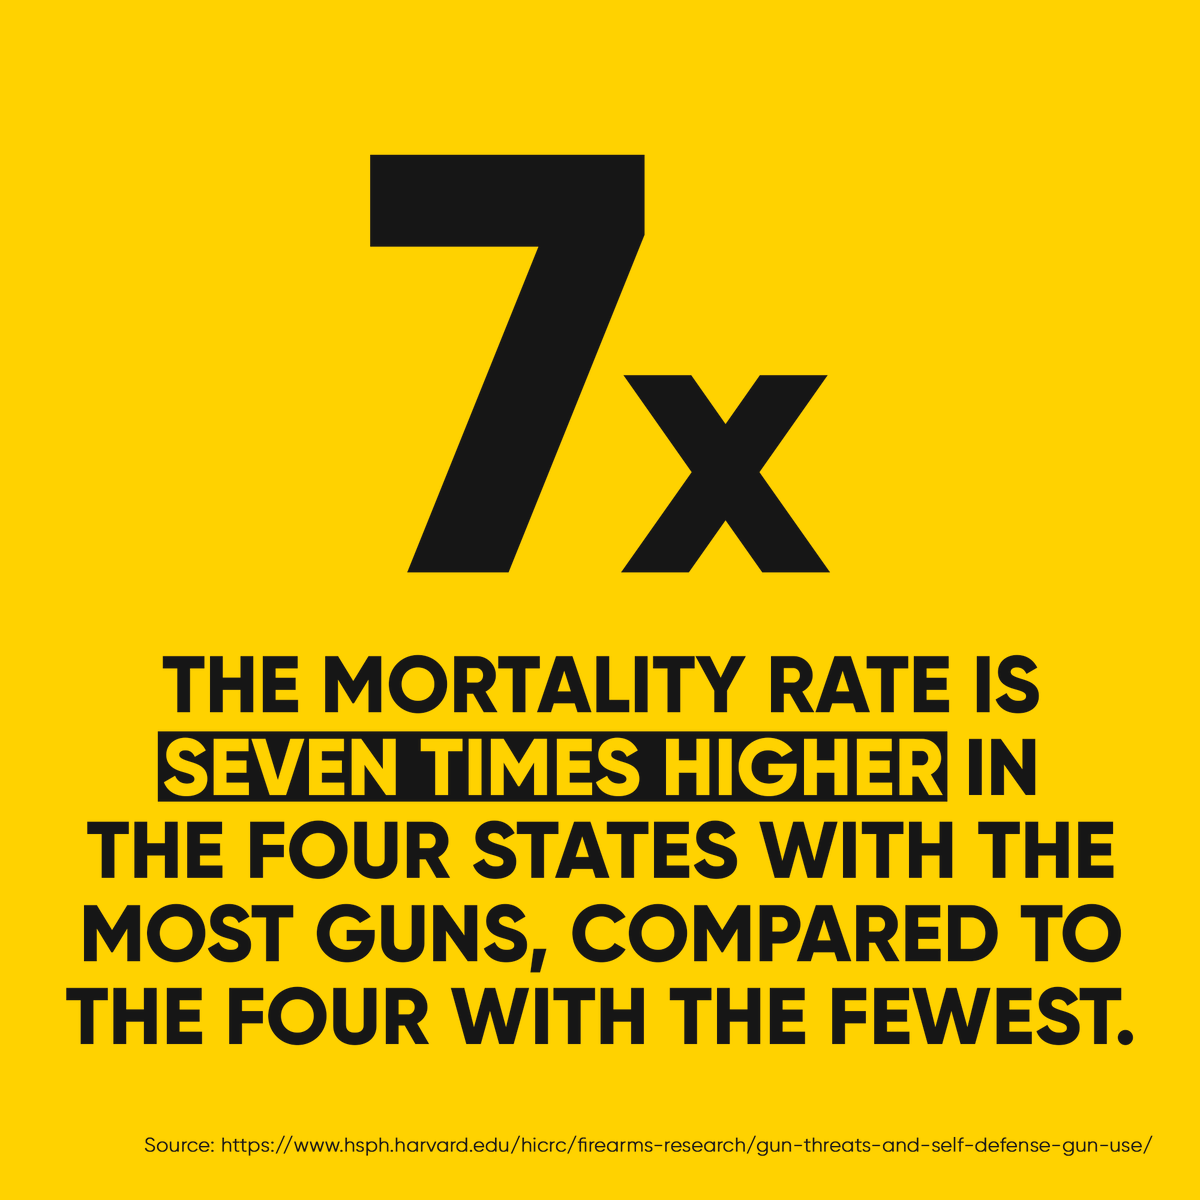 7x
THE MORTALITY RATE IS
SEVEN TIMES HIGHER IN
THE FOUR STATES WITH THE
MOST GUNS, COMPARED TO
THE FOUR WITH THE FEWEST.
Source: https://www.hsph.harvard.edu/hicrc/firearms-research/gun-threats-and-self-defense-gun-use/